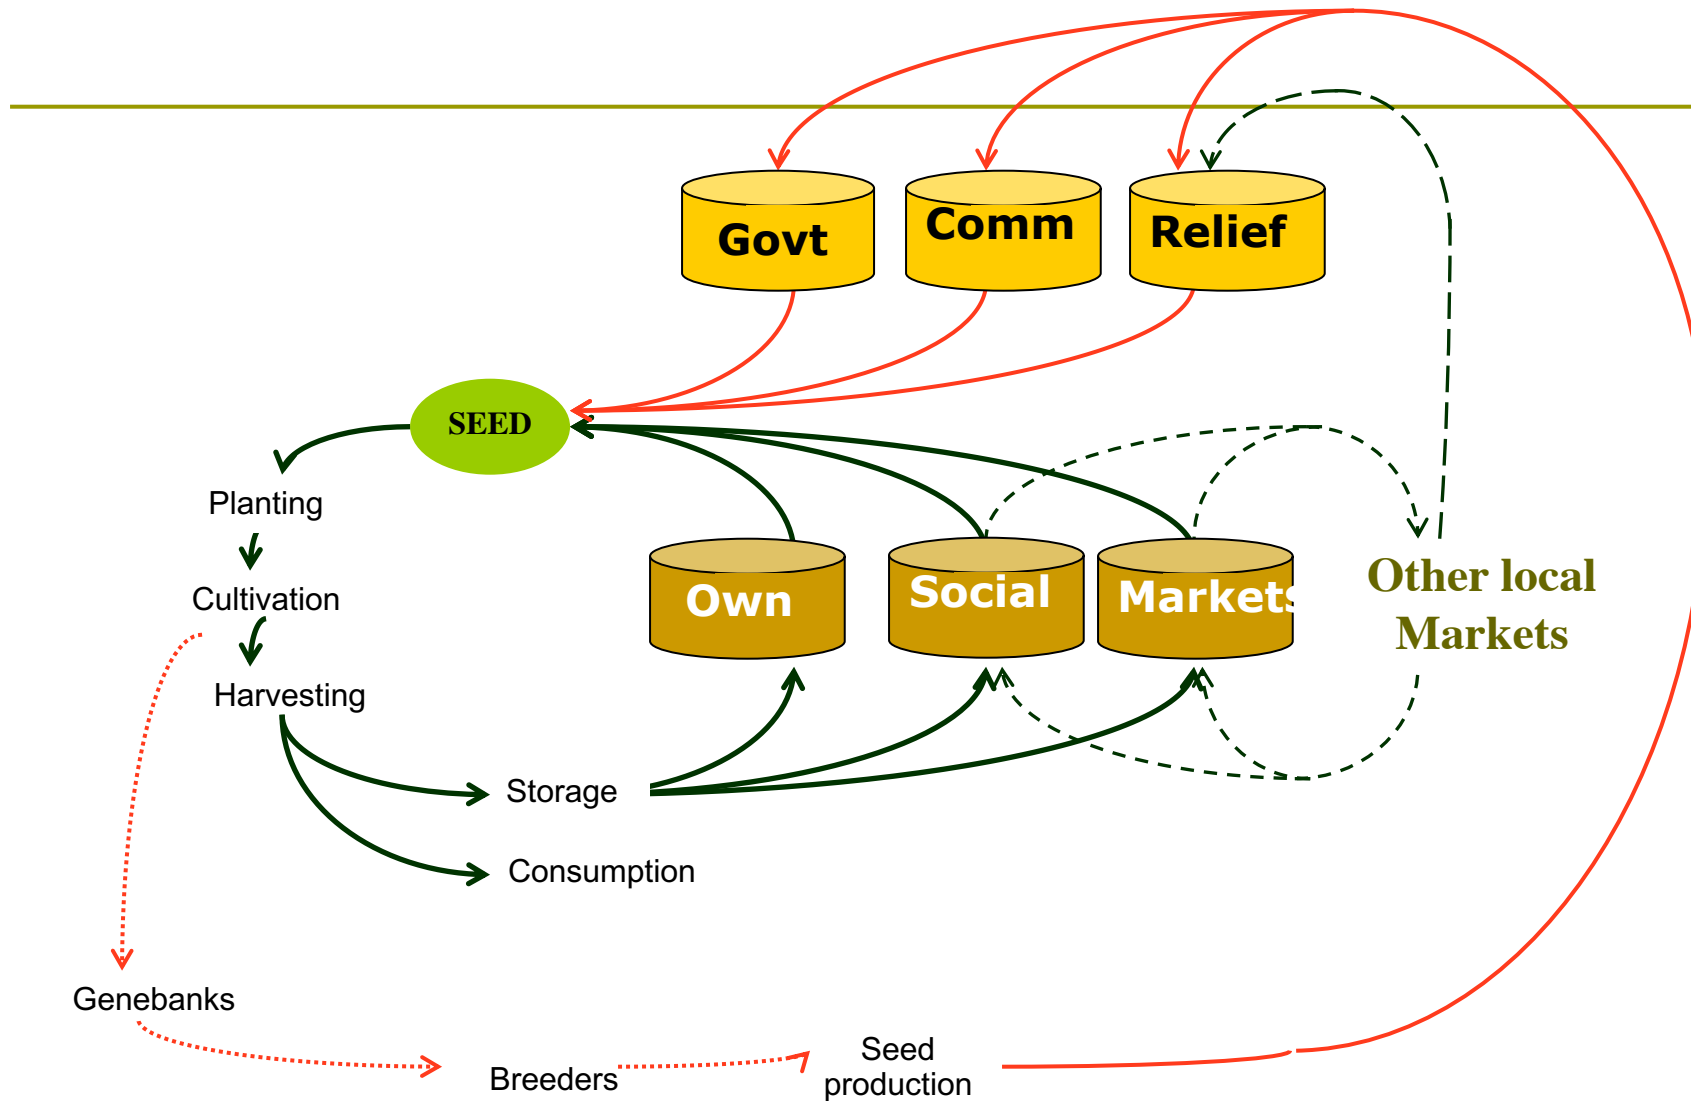 Govt
Comm
Relief
SEED
Planting
Cultivation
Harvesting
Own
Social
Markets
Other local
Markets
Storage
Consumption
Genebanks
Breeders
Seed
production